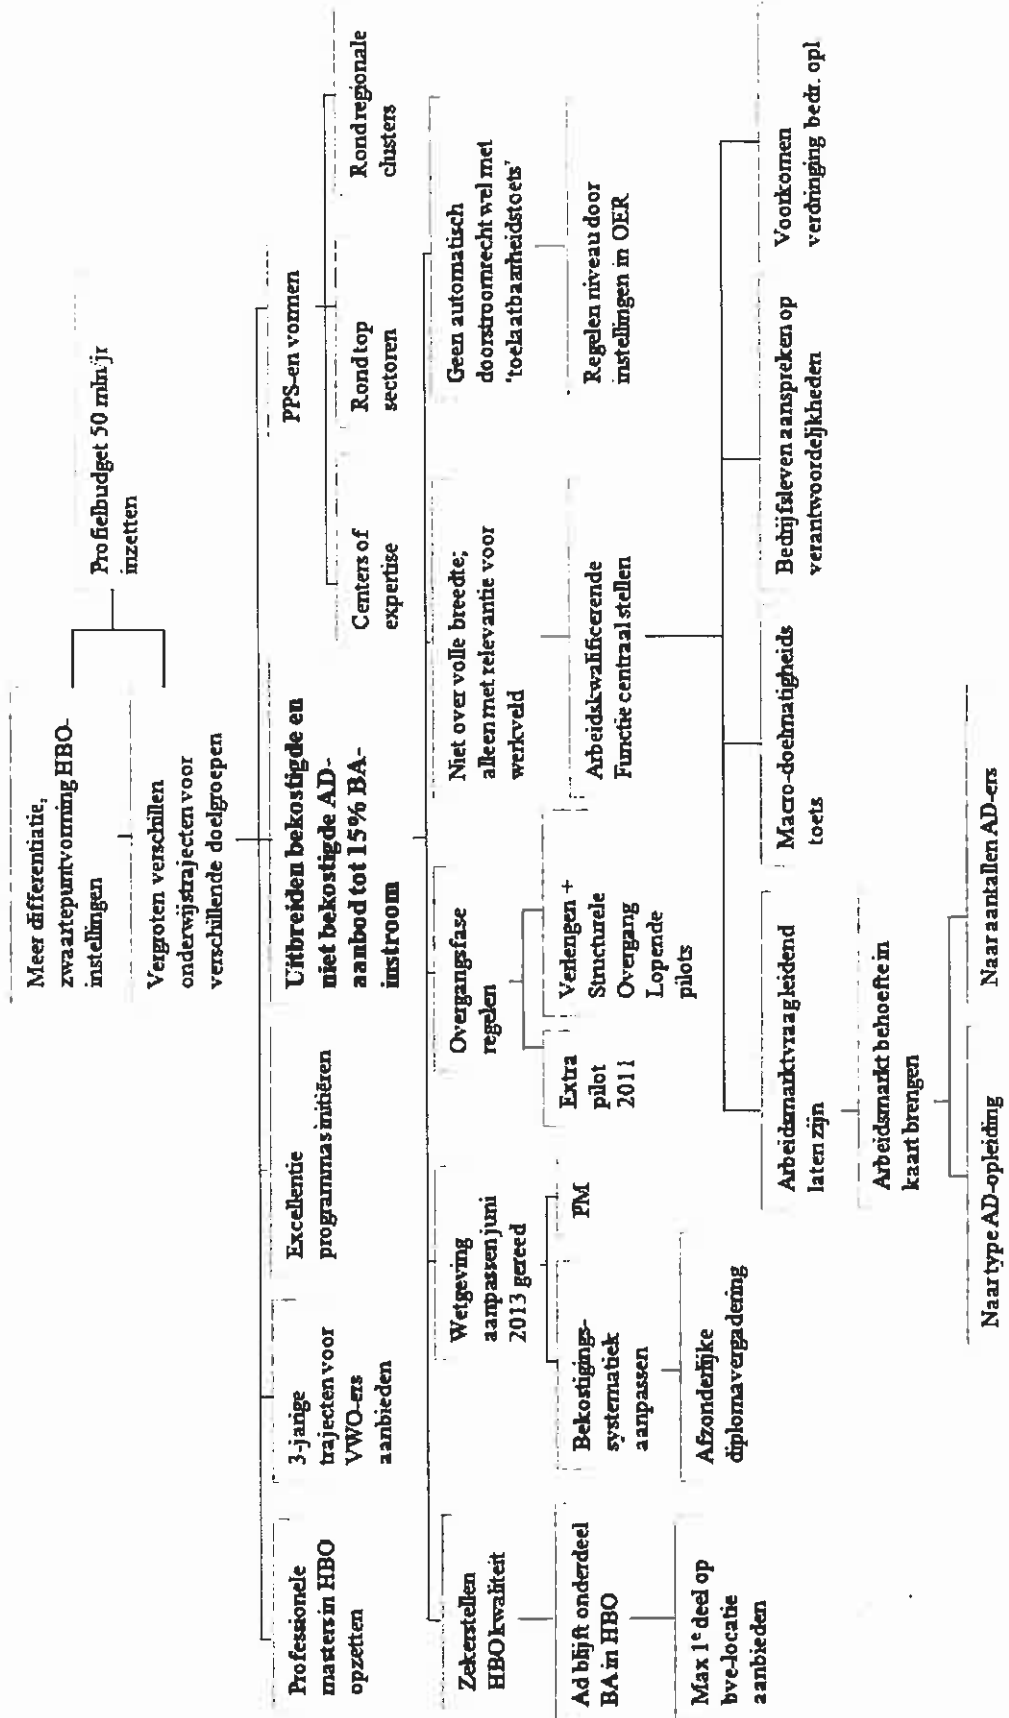 Meer differentiatie,
zwaartepuntvorming HBO-
instellingen
Profielbudget 50 mln/jr
inzetten
Vergroten verschillen
onderwijstrajecten voor
verschillende doelgroepen
Professionele
masters in HBO
opzetten
3-jarige
trajecten voor
VWO-ers
aanbieden
Excellentie
programmas initiëren
Uitbreiden bekostigde en
niet bekostigde AD-
aanbod tot 15% BA-
instroom
PPS-en vormen
Centers of
expertise
Rond top
sectoren
Rond regionale
clusters
Zekerstellen
HBO kwaliteit
Wetgeving
aanpassen juni
2013 gereed
Overgangsfase
regelen
Niet over volle breedte;
alleen met relevantie voor
werkveld
Geen automatisch
doorstroomrecht wel met
'toelaatbaarheidstoets'
Ad blijft onderdeel
BA in HBO
Bekostigings-
systematiek
aanpassen
PM
Extra
pilot
2011
Verlengen +
Structurele
Overgang
Lopende
pilots
Arbeidskwalificerende
Functie centraal stellen
Regelen niveau door
instellingen in OER
Max 1e deel op
bve-locatie
aanbieden
Afzonderlijke
diplomavergadering
Arbeidsmarktvraag leidend
laten zijn
Macro-doelmatigheids
toets
Bedrijfsleven aanspreken op
verantwoordelijkheden
Voorkomen
verdringing bedr. opl
Arbeidsmarkt behoefte in
kaart brengen
Naar type AD-opleiding
Naar aantallen AD-ers